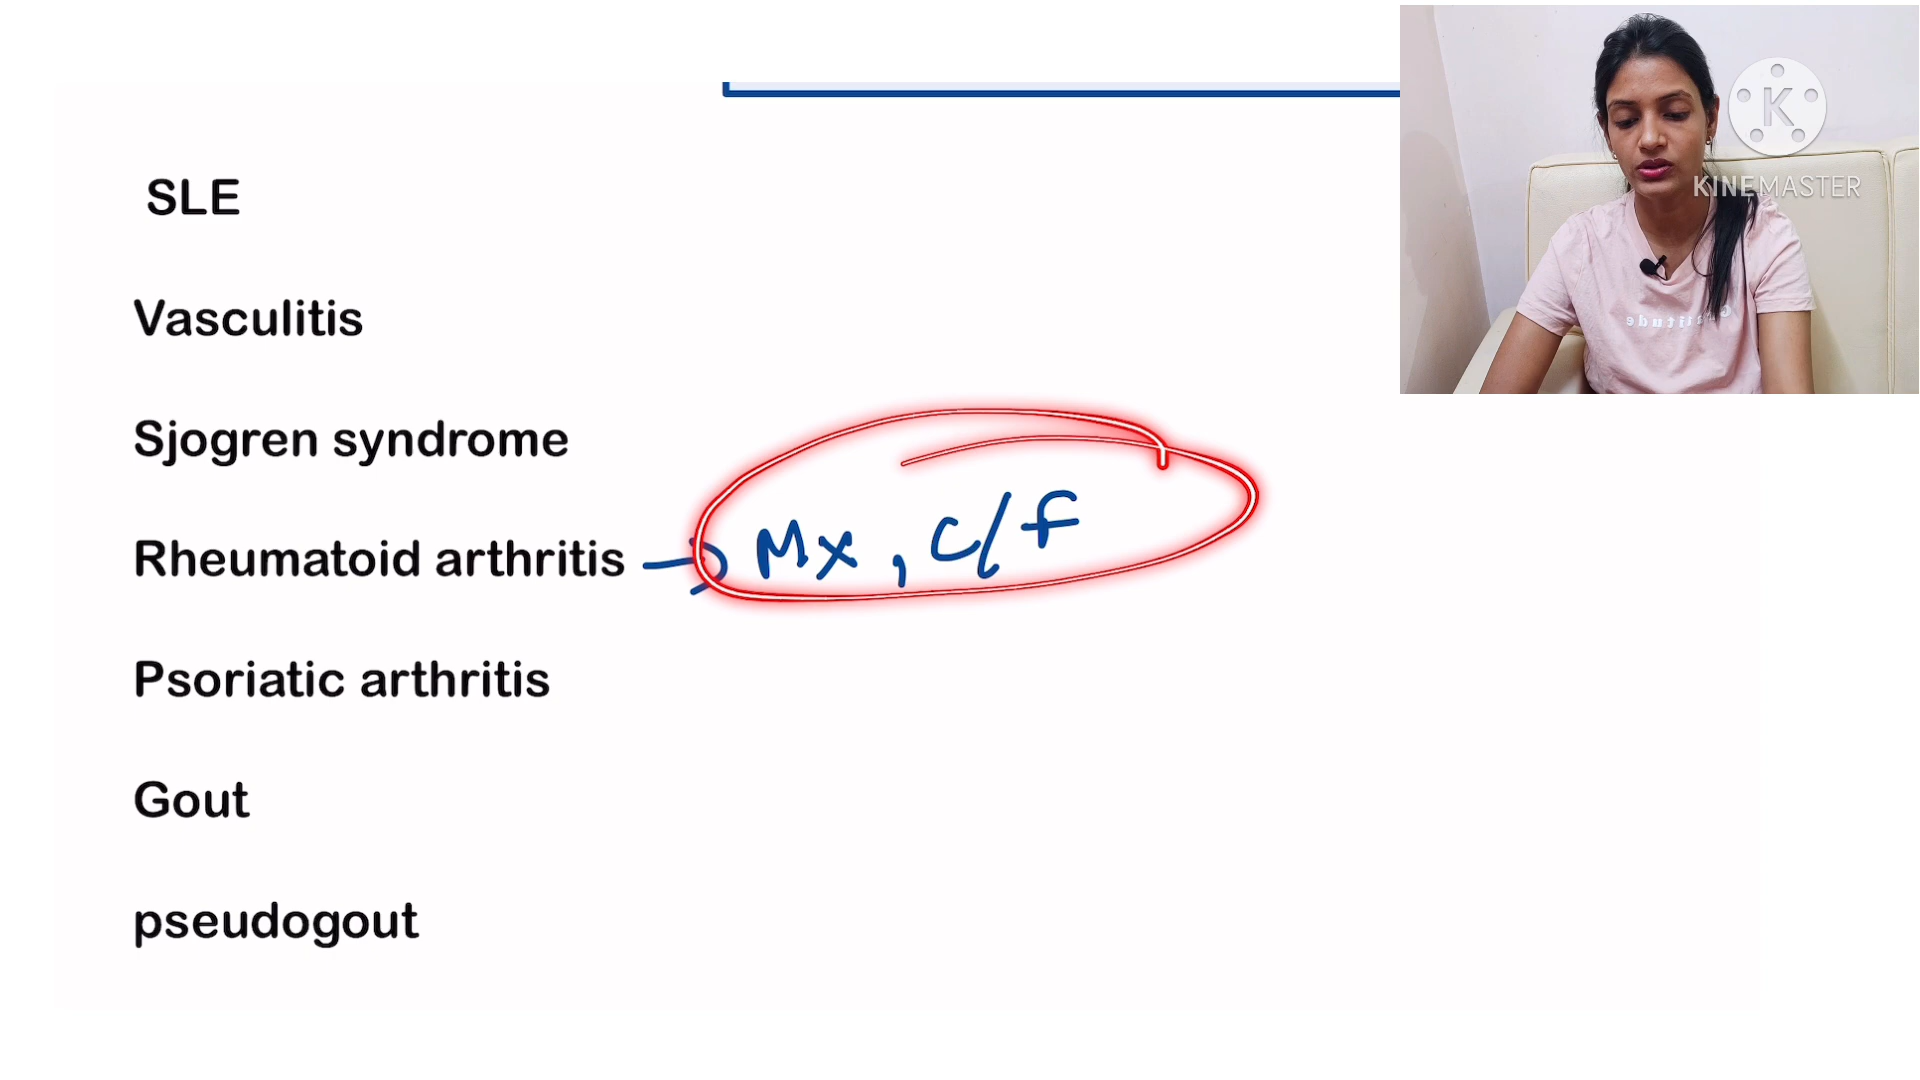 SLE
Vasculitis
Sjogren syndrome
Rheumatoid arthritis → Mx, C/F
Psoriatic arthritis
Gout
pseudogout
K
KINEMASTER